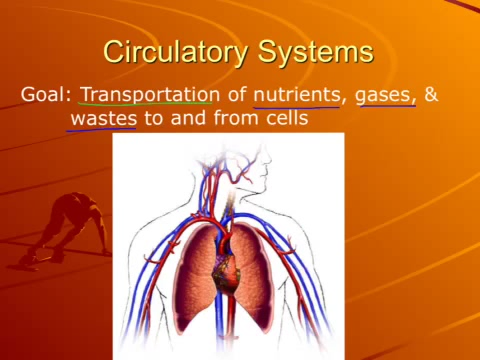 Circulatory Systems
Goal: Transportation of nutrients, gases, &
wastes to and from cells